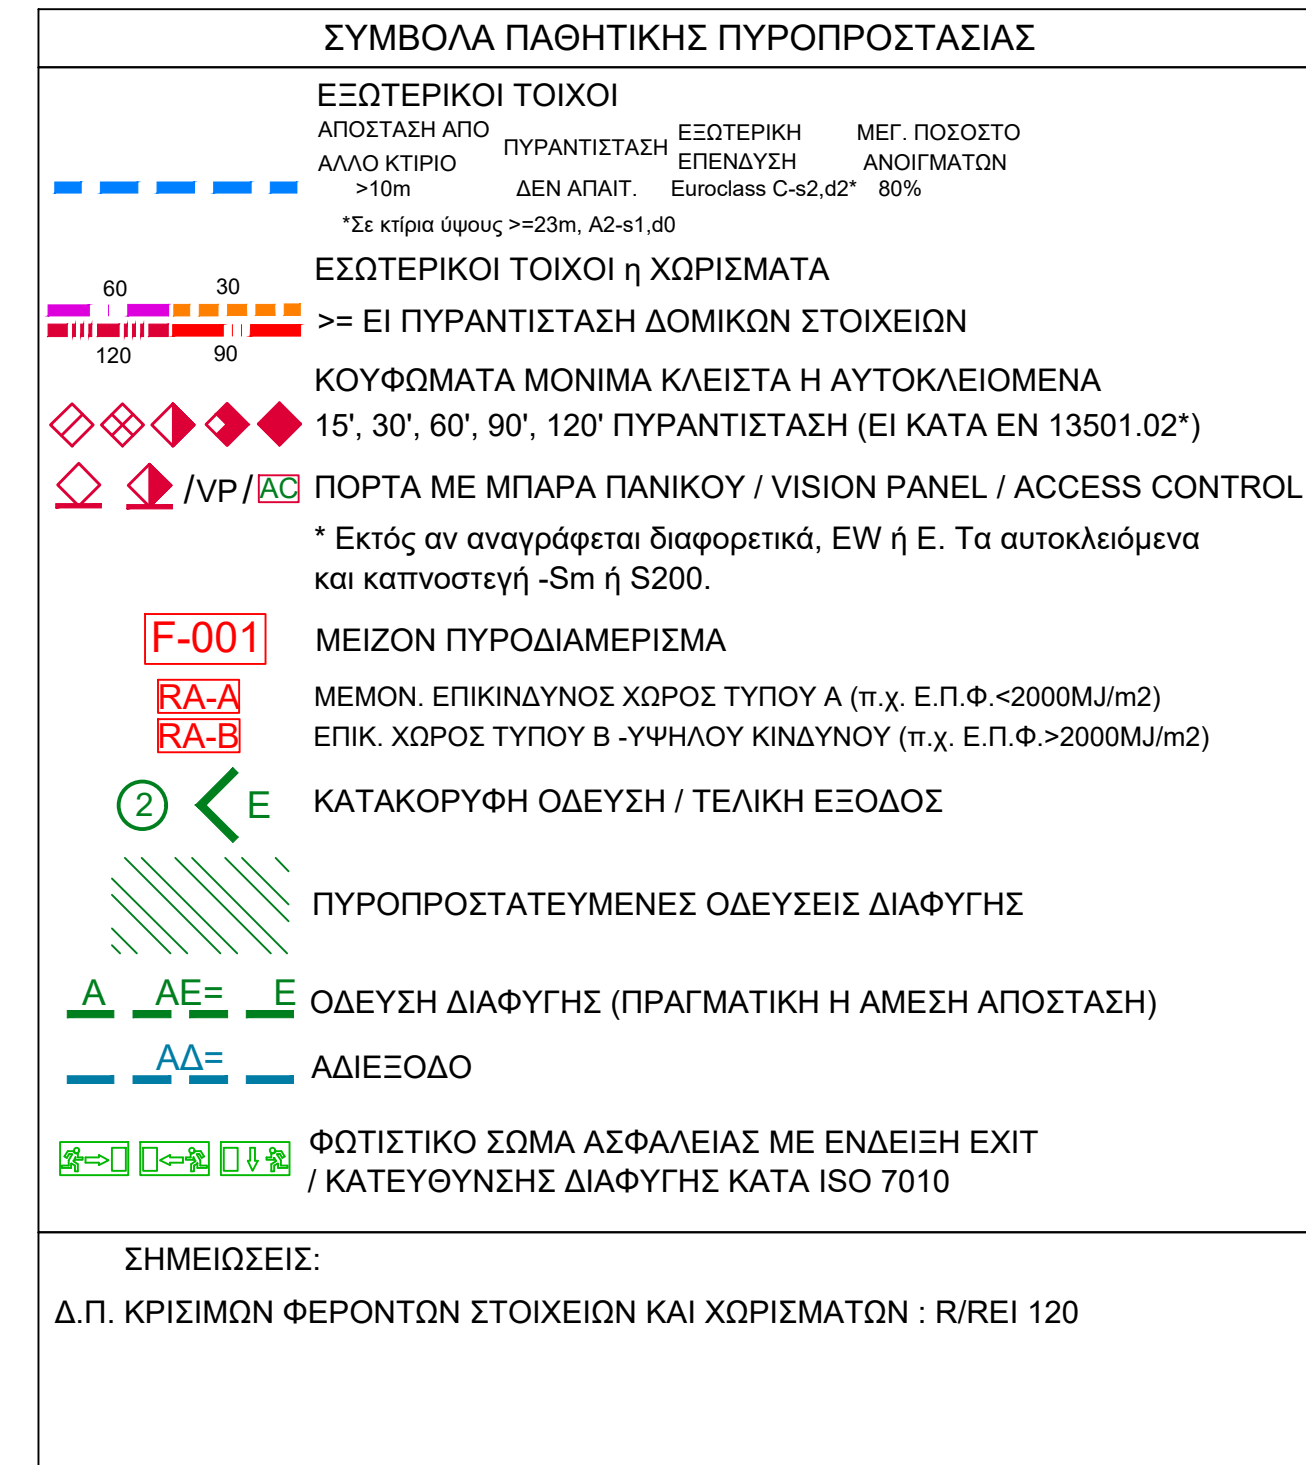 ΣΥΜΒΟΛΑ ΠΑΘΗΤΙΚΗΣ ΠΥΡΟΠΡΟΣΤΑΣΙΑΣ
ΕΞΩΤΕΡΙΚΟΙ ΤΟΙΧΟΙ
ΑΠΟΣΤΑΣΗ ΑΠΟ ΑΛΛΟ ΚΤΙΡΙΟ
ΠΥΡΑΝΤΙΣΤΑΣΗ
ΕΞΩΤΕΡΙΚΗ ΕΠΕΝΔΥΣΗ
ΜΕΓ. ΠΟΣΟΣΤΟ ΑΝΟΙΓΜΑΤΩΝ
>10m ΔΕΝ ΑΠΑΙΤ. Euroclass C-s2,d2* 80%
*Σε κτίρια ύψους >=23m, A2-s1,d0
ΕΣΩΤΕΡΙΚΟΙ ΤΟΙΧΟΙ η ΧΩΡΙΣΜΑΤΑ
60 30
>= EI ΠΥΡΑΝΤΙΣΤΑΣΗ ΔΟΜΙΚΩΝ ΣΤΟΙΧΕΙΩΝ
120 90
ΚΟΥΦΩΜΑΤΑ ΜΟΝΙΜΑ ΚΛΕΙΣΤΑ Η ΑΥΤΟΚΛΕΙΟΜΕΝΑ
15', 30', 60', 90', 120' ΠΥΡΑΝΤΙΣΤΑΣΗ (EI ΚΑΤΑ EN 13501.02*)
/VP/ AC ΠΟΡΤΑ ΜΕ ΜΠΑΡΑ ΠΑΝΙΚΟΥ / VISION PANEL / ACCESS CONTROL
* Εκτός αν αναγράφεται διαφορετικά, EW ή E. Τα αυτοκλειόμενα
και καπνοστεγή -Sm ή S200.
F-001 ΜΕΙΖΟΝ ΠΥΡΟΔΙΑΜΕΡΙΣΜΑ
RA-A ΜΕΜΟΝ. ΕΠΙΚΙΝΔΥΝΟΣ ΧΩΡΟΣ ΤΥΠΟΥ Α (π.χ. Ε.Π.Φ.<2000MJ/m2)
RA-B ΕΠΙΚ. ΧΩΡΟΣ ΤΥΠΟΥ Β -ΥΨΗΛΟΥ ΚΙΝΔΥΝΟΥ (π.χ. Ε.Π.Φ.>2000MJ/m2)
2 E ΚΑΤΑΚΟΡΥΦΗ ΟΔΕΥΣΗ / ΤΕΛΙΚΗ ΕΞΟΔΟΣ
ΠΥΡΟΠΡΟΣΤΑΤΕΥΜΕΝΕΣ ΟΔΕΥΣΕΙΣ ΔΙΑΦΥΓΗΣ
Α ΑΕ= Ε ΟΔΕΥΣΗ ΔΙΑΦΥΓΗΣ (ΠΡΑΓΜΑΤΙΚΗ Η ΑΜΕΣΗ ΑΠΟΣΤΑΣΗ)
ΑΔ= ΑΔΙΕΞΟΔΟ
ΦΩΤΙΣΤΙΚΟ ΣΩΜΑ ΑΣΦΑΛΕΙΑΣ ΜΕ ΕΝΔΕΙΞΗ EXIT
/ ΚΑΤΕΥΘΥΝΣΗΣ ΔΙΑΦΥΓΗΣ ΚΑΤΑ ISO 7010
ΣΗΜΕΙΩΣΕΙΣ:
Δ.Π. ΚΡΙΣΙΜΩΝ ΦΕΡΟΝΤΩΝ ΣΤΟΙΧΕΙΩΝ ΚΑΙ ΧΩΡΙΣΜΑΤΩΝ : R/REI 120